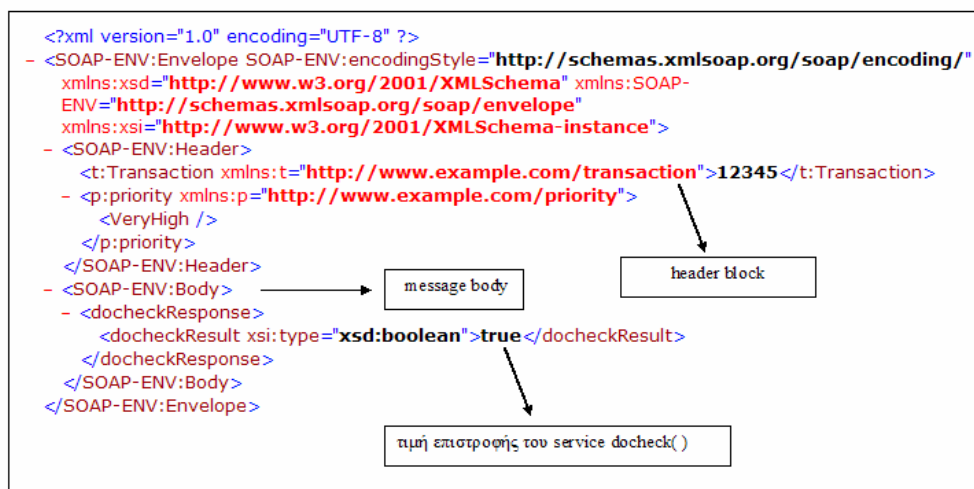 <?xml version="1.0" encoding="UTF-8" ?>
- <SOAP-ENV:Envelope SOAP-ENV:encodingStyle="http://schemas.xmlsoap.org/soap/encoding/"
xmlns:xsd="http://www.w3.org/2001/XMLSchema" xmlns:SOAP-
ENV="http://schemas.xmlsoap.org/soap/envelope"
xmlns:xsi="http://www.w3.org/2001/XMLSchema-instance">
- <SOAP-ENV:Header>
<t:Transaction xmlns:t="http://www.example.com/transaction">12345</t:Transaction>
- <p:priority xmlns:p="http://www.example.com/priority">
<VeryHigh />
</p:priority>
</SOAP-ENV:Header>
header block
- <SOAP-ENV:Body>
message body
- <docheckResponse>
<docheckResult xsi:type="xsd:boolean">true</docheckResult>
</docheckResponse>
</SOAP-ENV:Body>
</SOAP-ENV:Envelope>
τιμή επιστροφής του service docheck( )